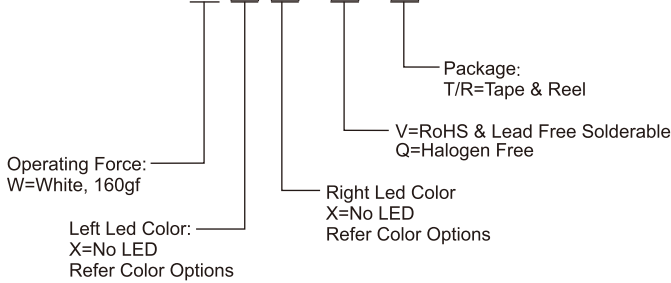 Package:
T/R=Tape & Reel
V=RoHS & Lead Free Solderable
Q=Halogen Free
Operating Force:
W=White, 160gf
Right Led Color
X=No LED
Refer Color Options
Left Led Color:
X=No LED
Refer Color Options